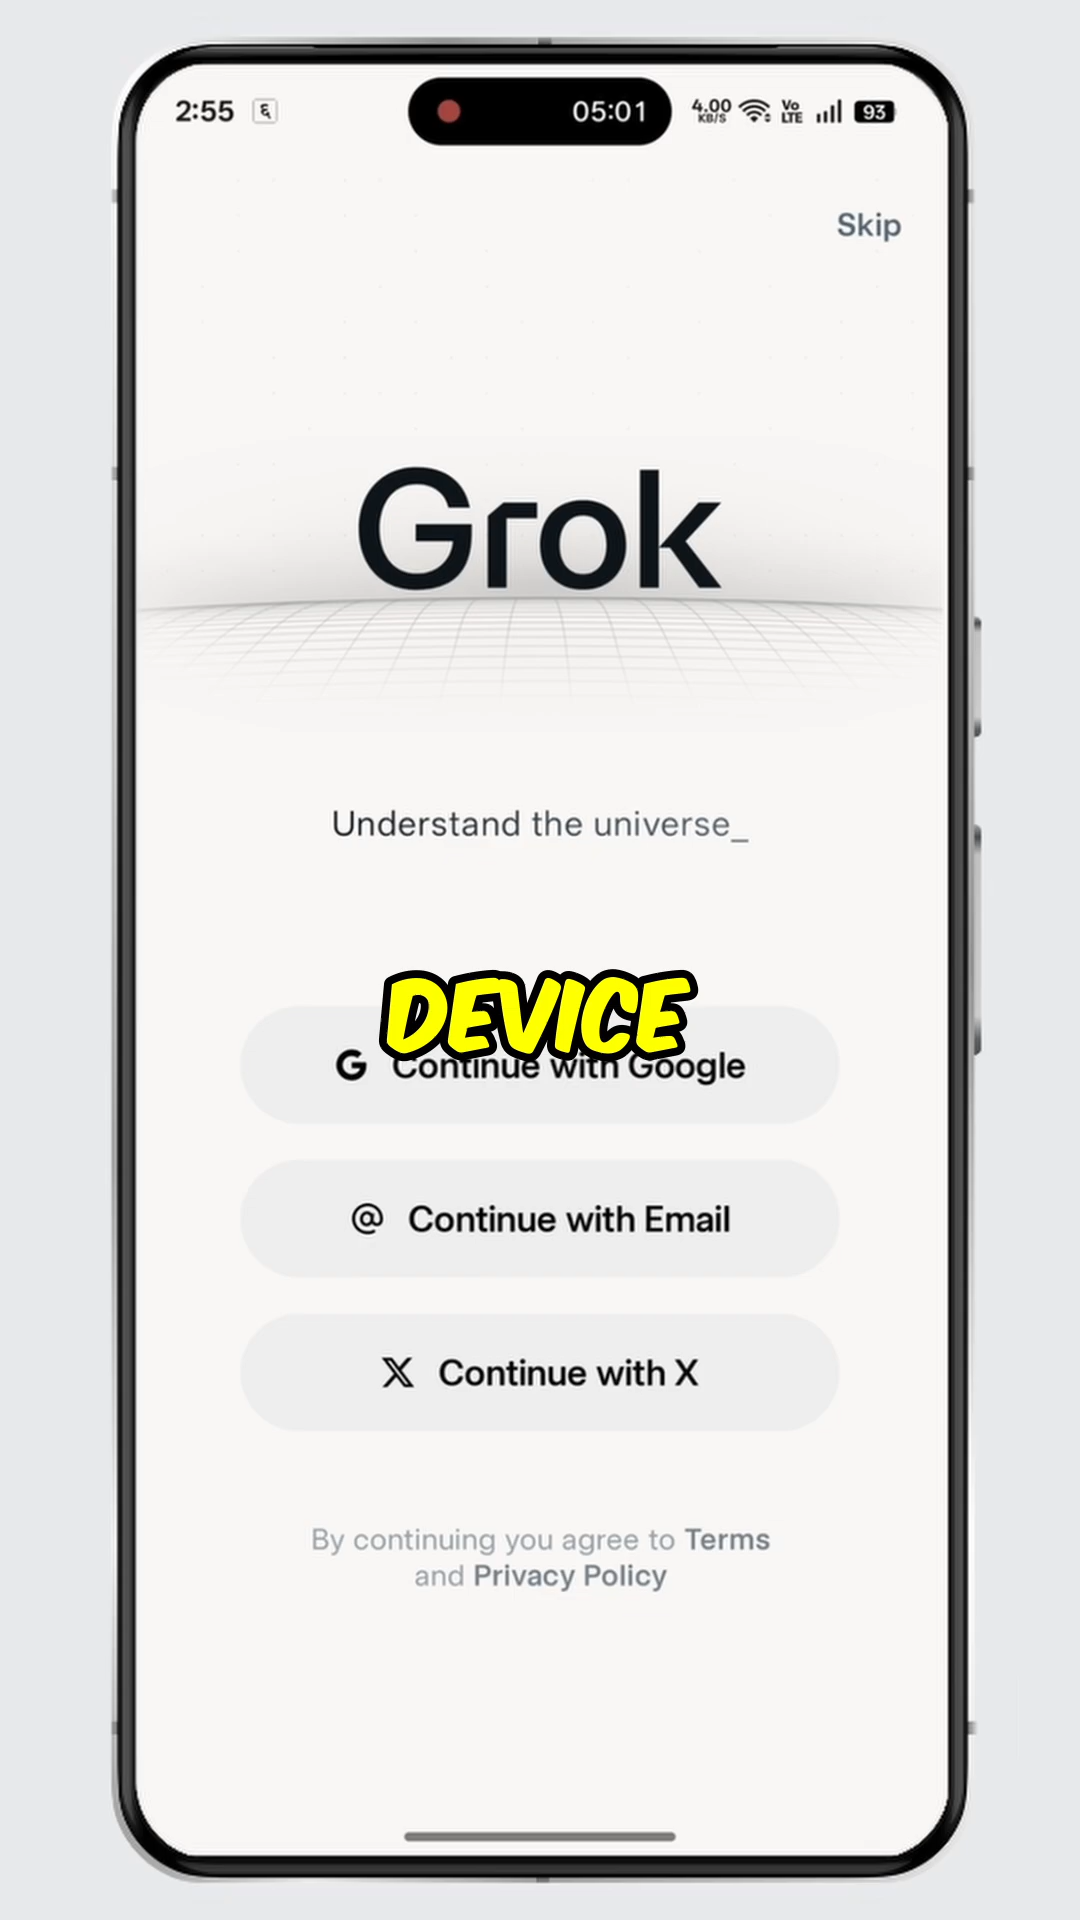 2:55 ६ 05:01 4.00 KB/S Vo LTE 93
Skip
Grok
Understand the universe_
DEVICE
G Continue with Google
@ Continue with Email
X Continue with X
By continuing you agree to Terms
and Privacy Policy